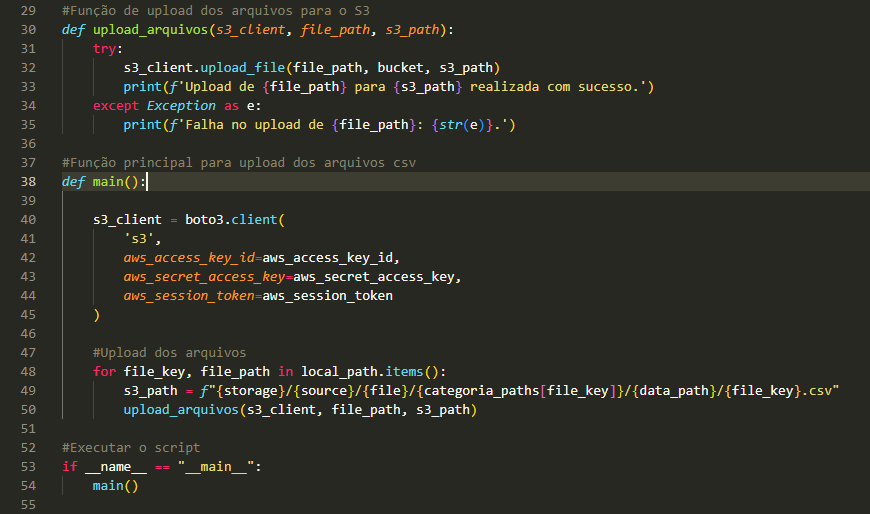 29 #Função de upload dos arquivos para o S3
30 def upload_arquivos(s3_client, file_path, s3_path):
31     try:
32         s3_client.upload_file(file_path, bucket, s3_path)
33         print(f'Upload de {file_path} para {s3_path} realizada com sucesso.')
34     except Exception as e:
35         print(f'Falha no upload de {file_path}: {str(e)}.')
36
37 #Função principal para upload dos arquivos csv
38 def main():
39
40     s3_client = boto3.client(
41         's3',
42         aws_access_key_id=aws_access_key_id,
43         aws_secret_access_key=aws_secret_access_key,
44         aws_session_token=aws_session_token
45     )
46
47     #Upload dos arquivos
48     for file_key, file_path in local_path.items():
49         s3_path = f"{storage}/{source}/{file}/{categoria_paths[file_key]}/{data_path}/{file_key}.csv"
50         upload_arquivos(s3_client, file_path, s3_path)
51
52 #Executar o script
53 if __name__ == "__main__":
54     main()
55